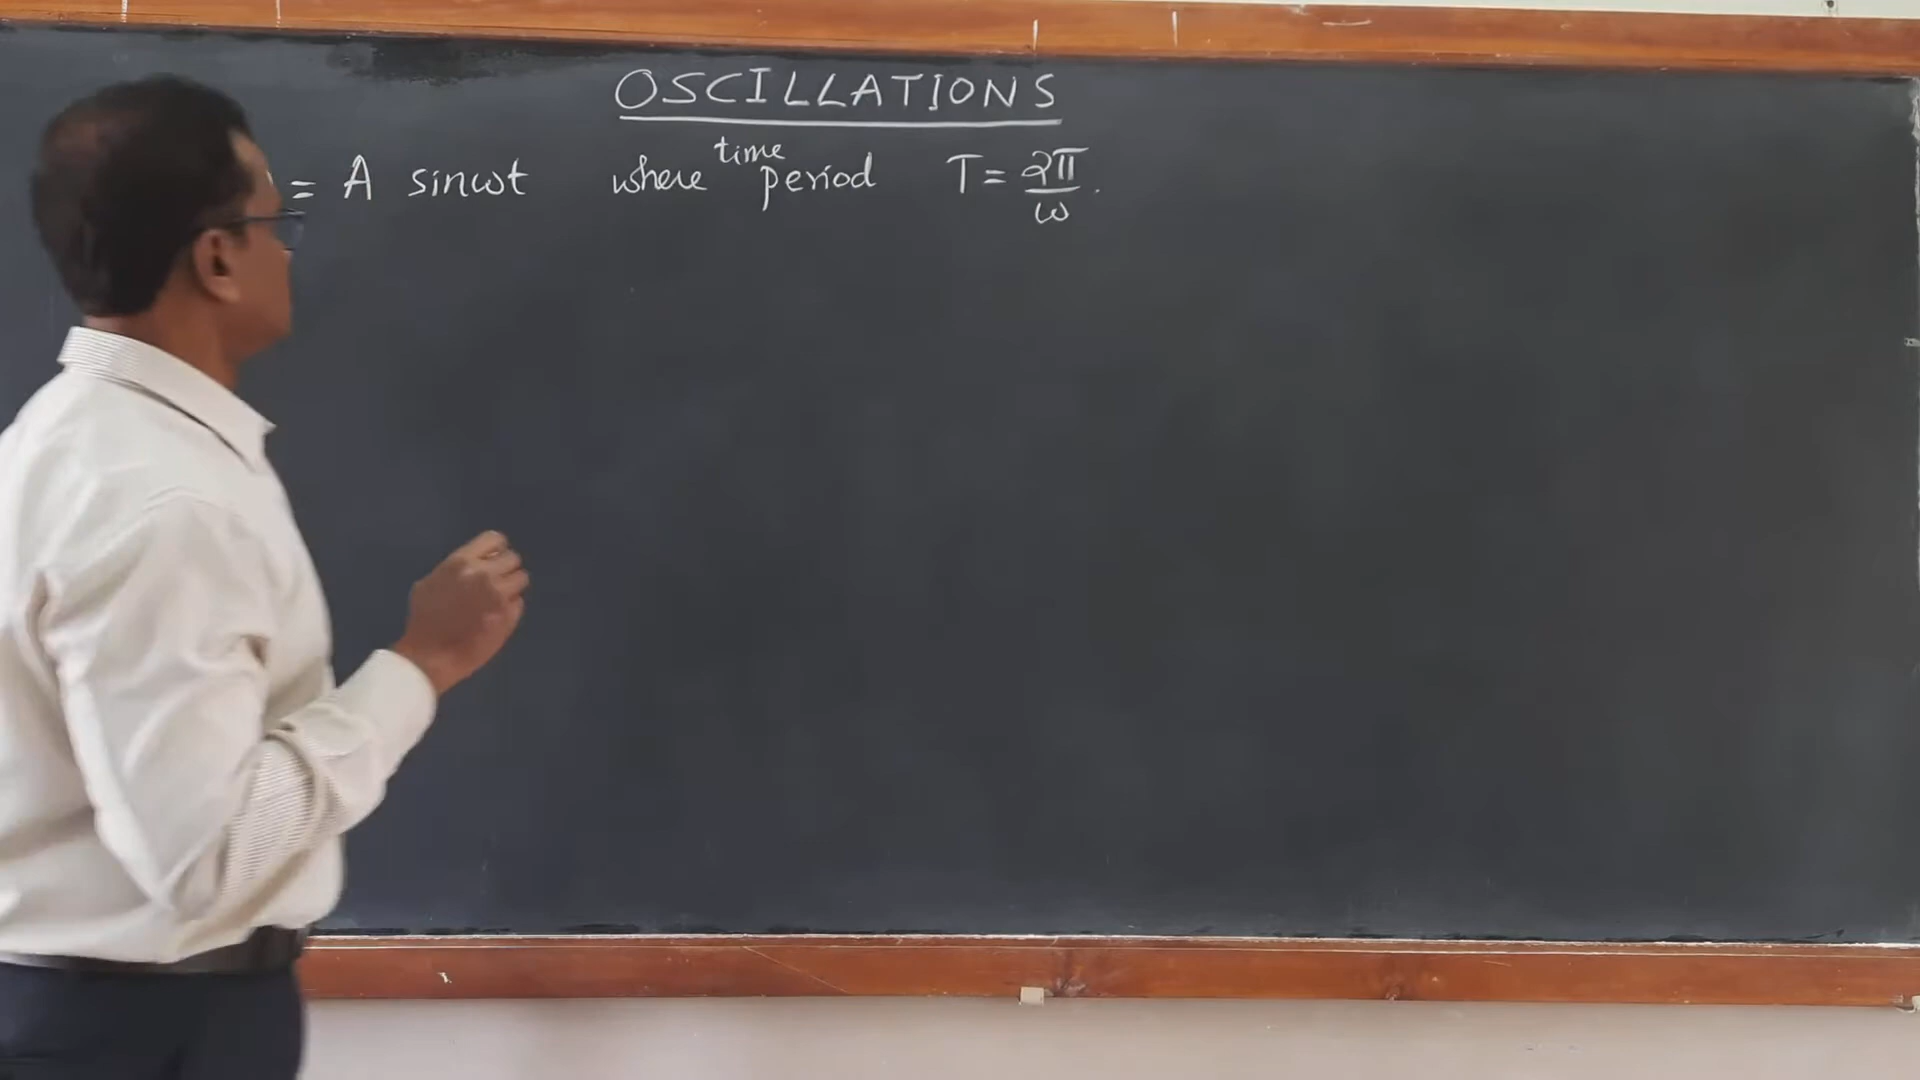 OSCILLATIONS
= A sinωt where time period T = 2π/ω.